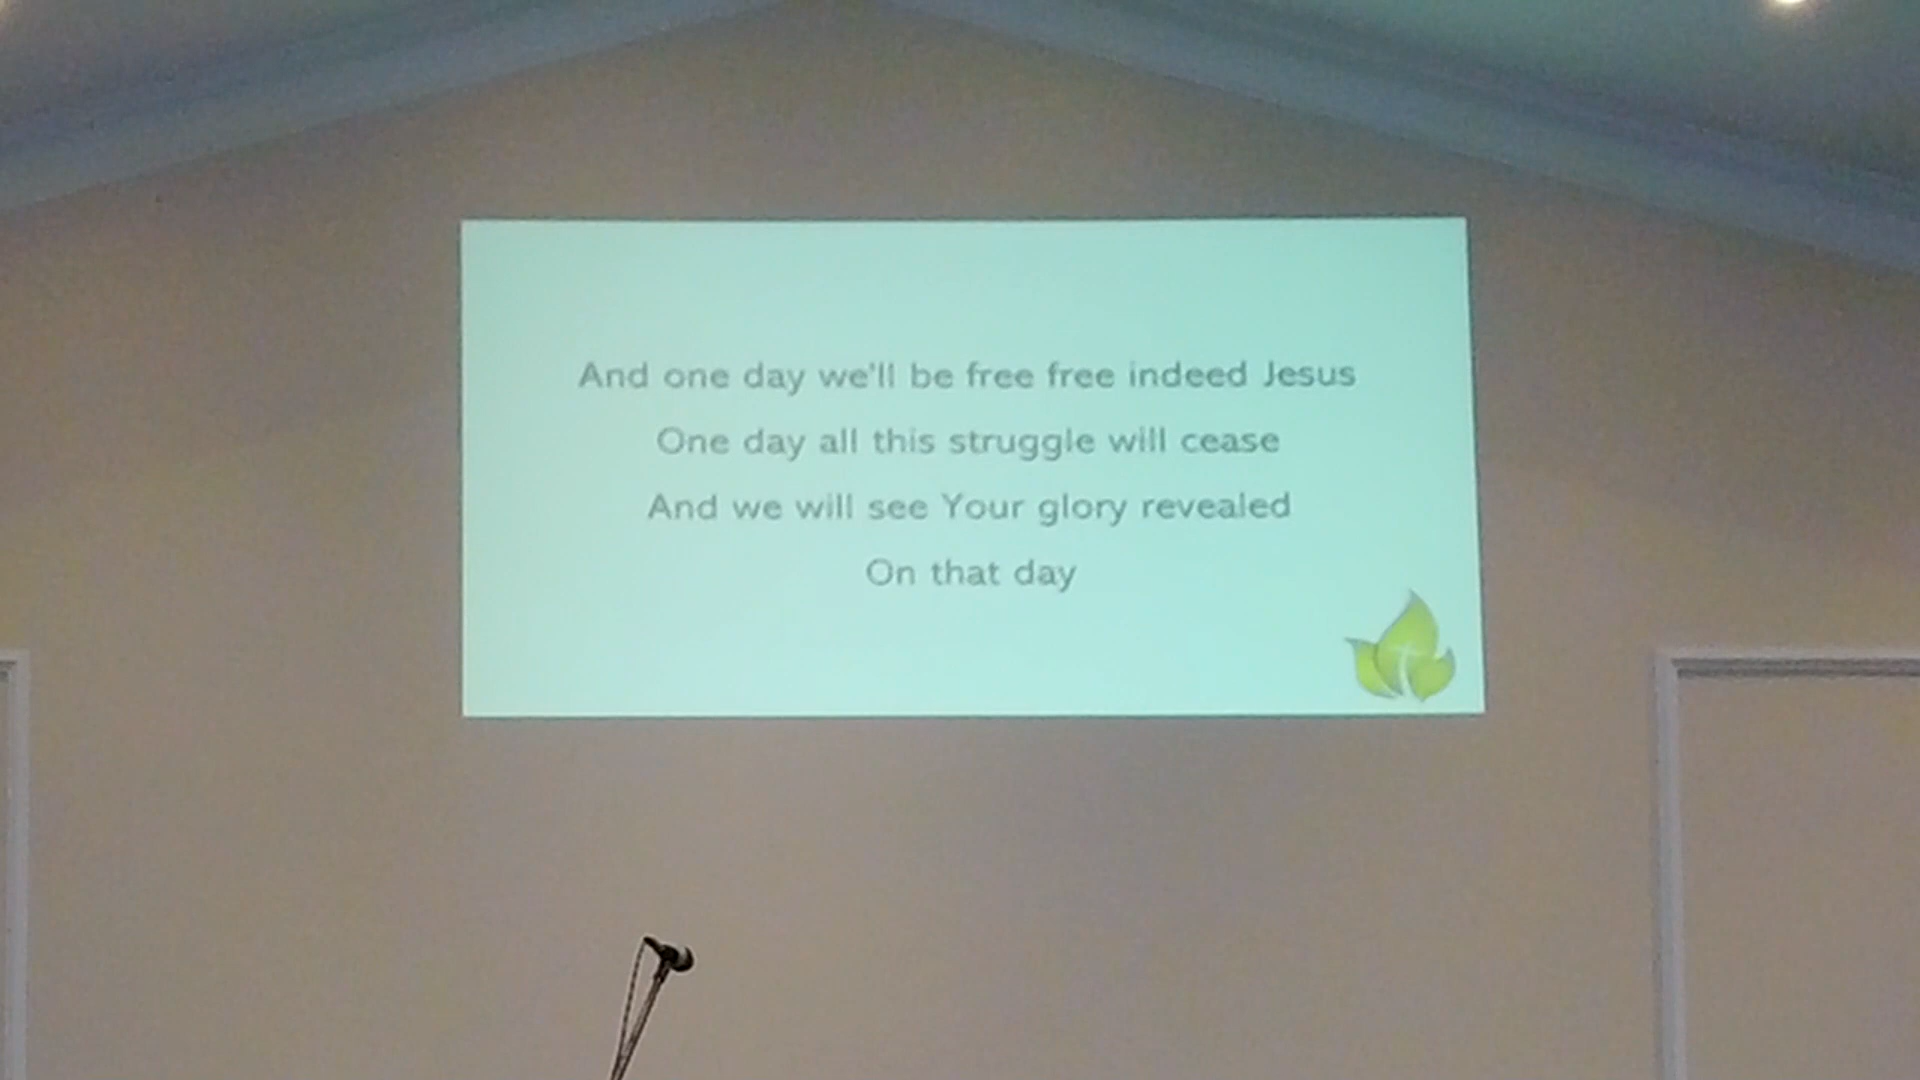 And one day we'll be free free indeed Jesus
One day all this struggle will cease
And we will see Your glory revealed
On that day